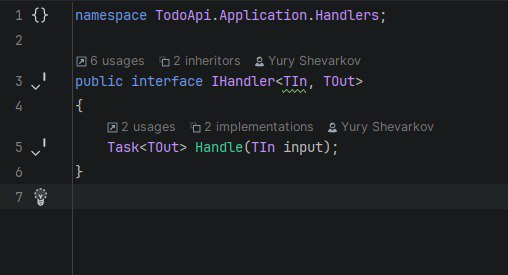 1 {} namespace TodoApi.Application.Handlers;
2
6 usages 2 inheritors Yury Shevarkov
3 public interface IHandler<TIn, TOut>
4 {
2 usages 2 implementations Yury Shevarkov
5 Task<TOut> Handle(TIn input);
6 }
7